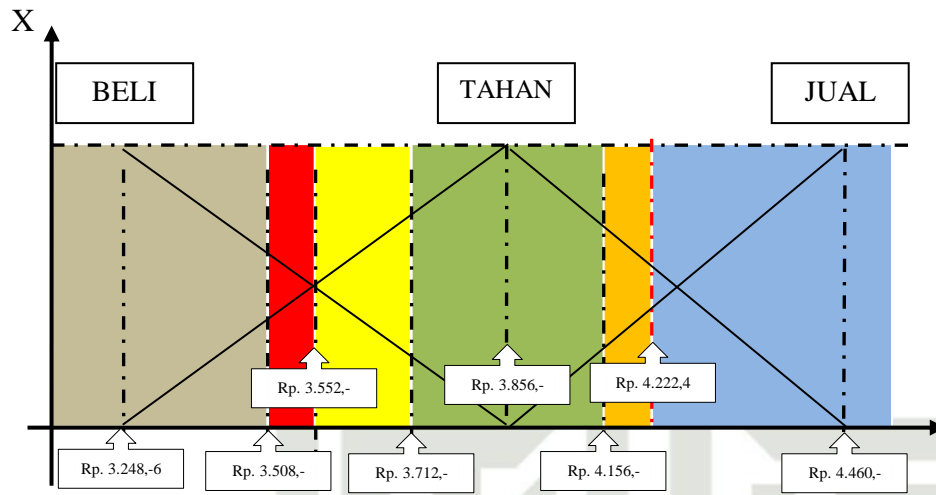 X
BELI
TAHAN
JUAL
Rp. 3.552,-
Rp. 3.856,-
Rp. 4.222,4
Rp. 3.248,-6
Rp. 3.508,-
Rp. 3.712,-
Rp. 4.156,-
Rp. 4.460,-